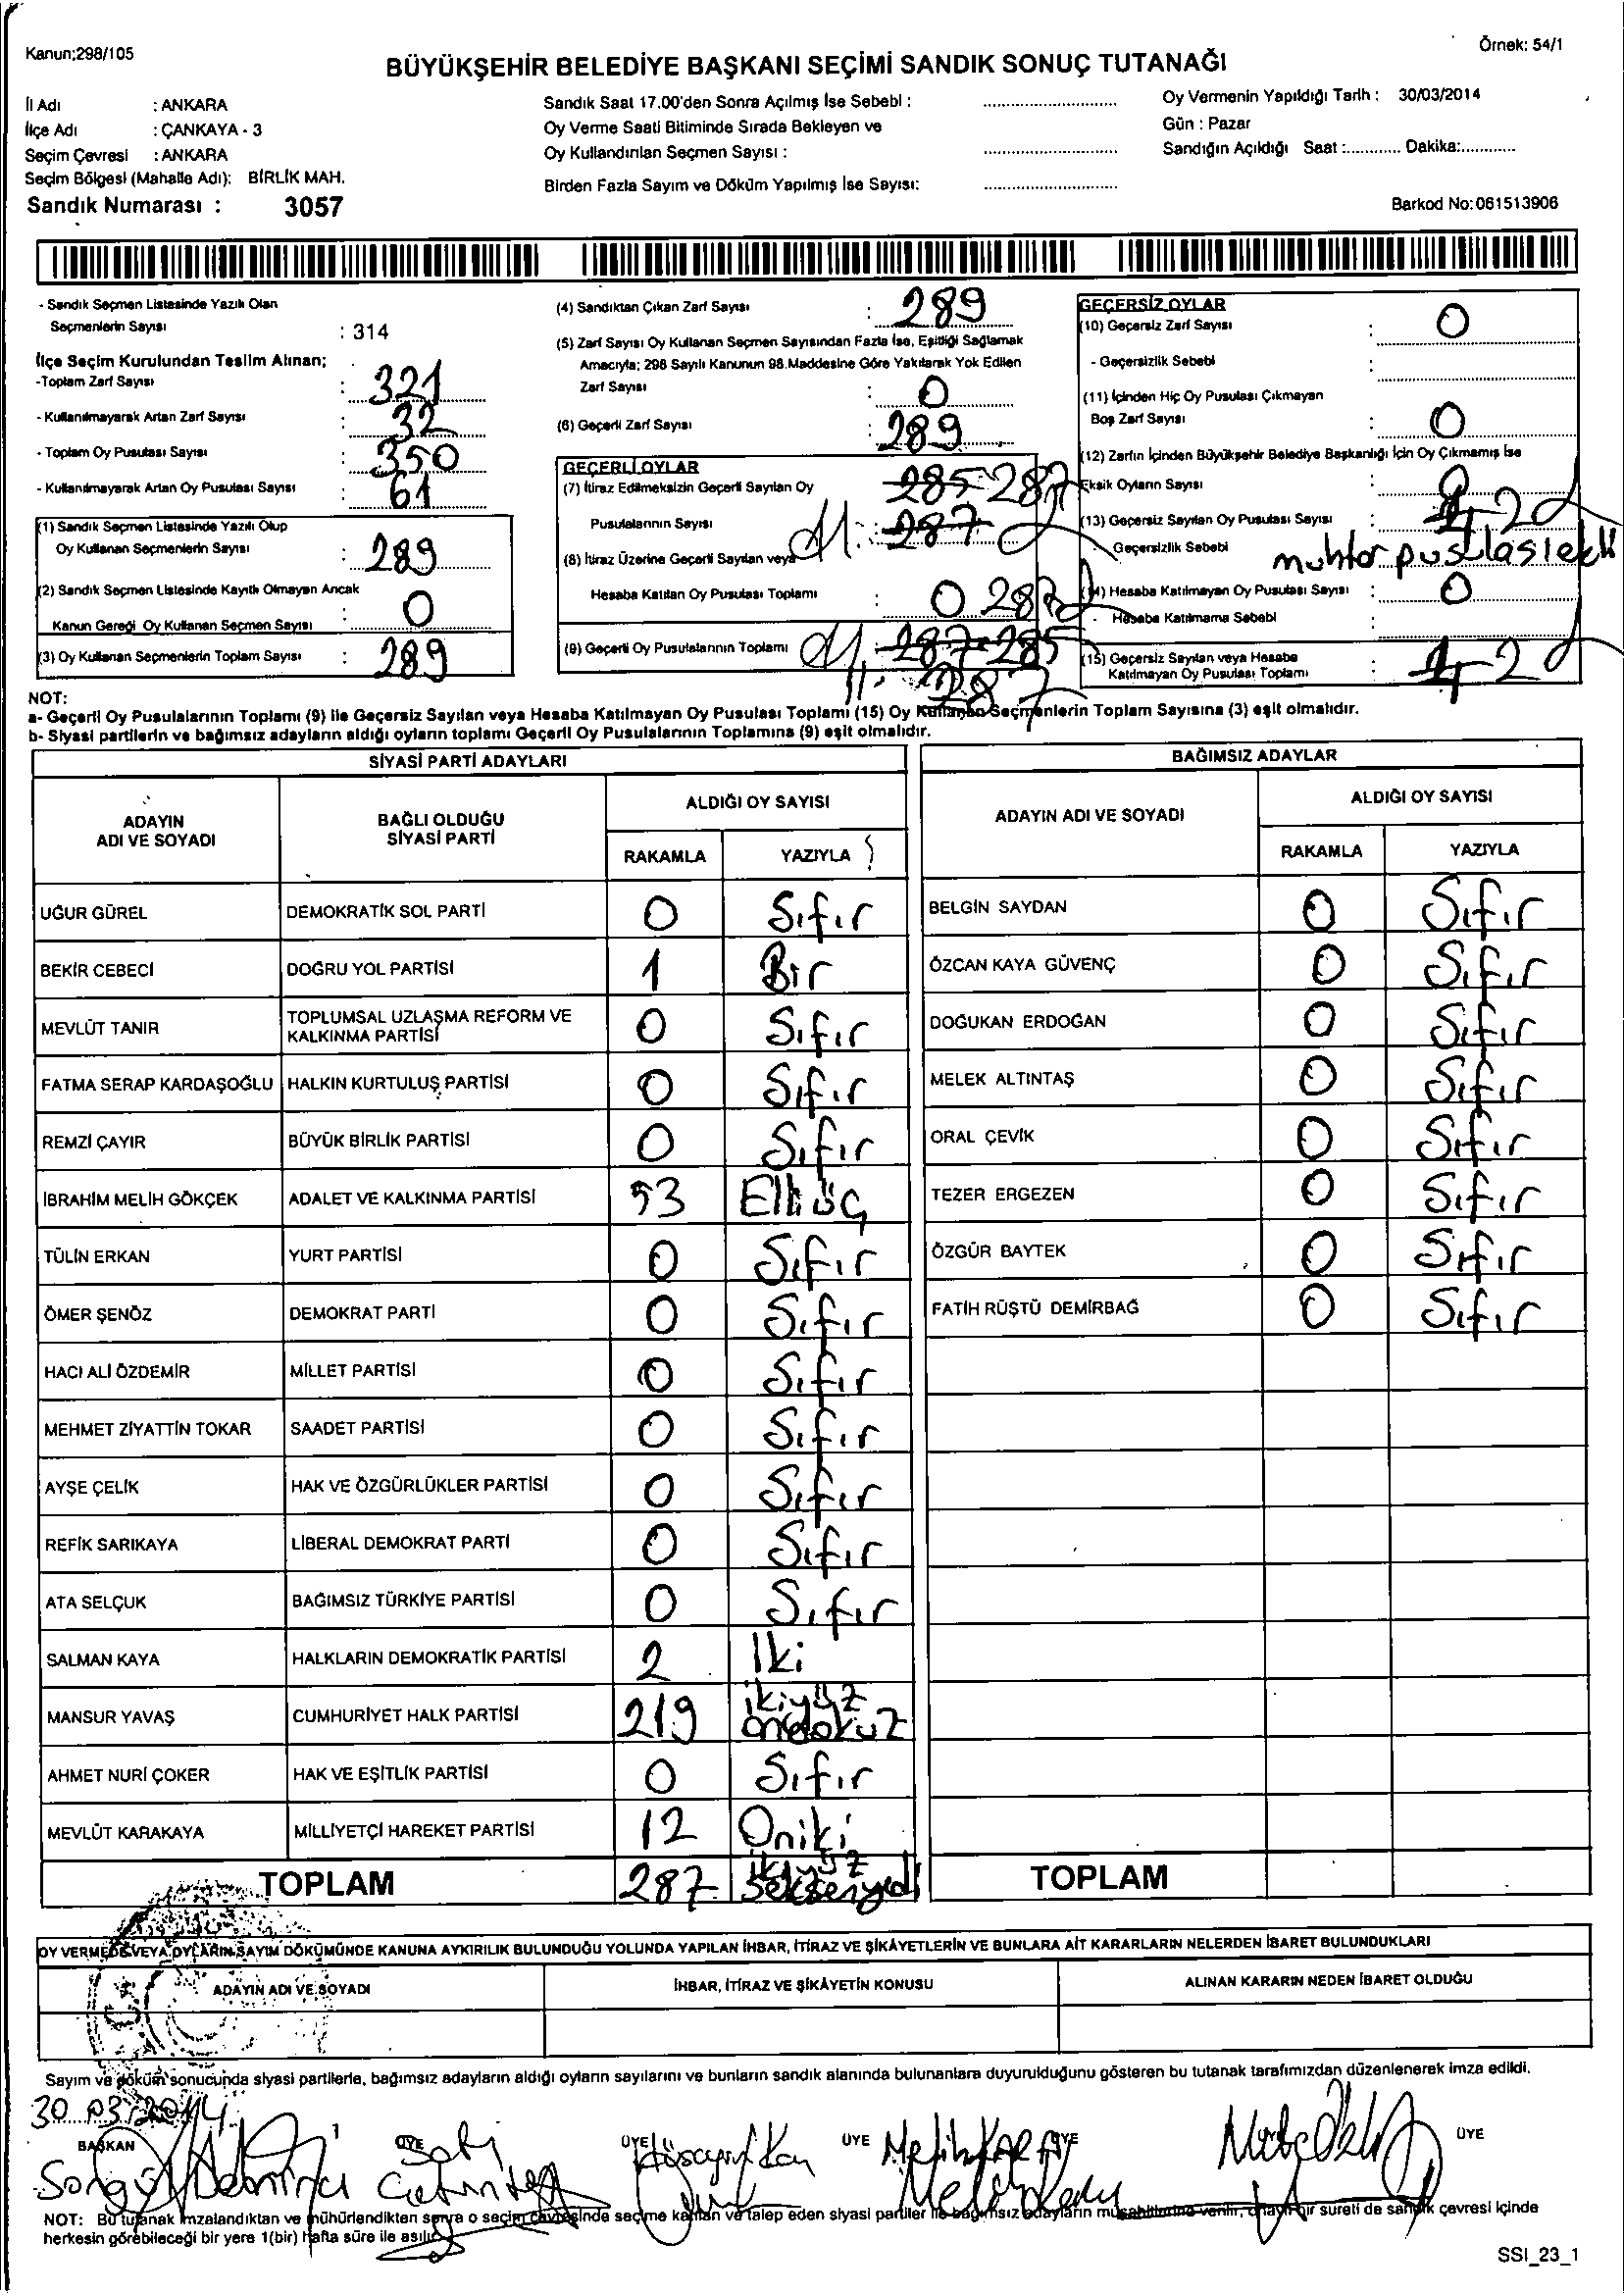 Kanun;298/105
Örnek: 54/1
BÜYÜKŞEHİR BELEDİYE BAŞKANI SEÇİMİ SANDIK SONUÇ TUTANAĞI
İl Adı : ANKARA
İlçe Adı : ÇANKAYA - 3
Seçim Çevresi : ANKARA
Seçim Bölgesi (Mahalle Adı): BİRLİK MAH.
Sandık Numarası : 3057
Sandık Saat 17.00'den Sonra Açılmış İse Sebebi :
Oy Verme Saati Bitiminde Sırada Bekleyen ve
Oy Kullandırılan Seçmen Sayısı :
Birden Fazla Sayım ve Döküm Yapılmış İse Sayısı:
Oy Vermenin Yapıldığı Tarih : 30/03/2014
Gün : Pazar
Sandığın Açıldığı Saat :............ Dakika:............
Barkod No:061513906
- Sandık Seçmen Listesinde Yazılı Olan
Seçmenlerin Sayısı : 314
İlçe Seçim Kurulundan Teslim Alınan;
-Toplam Zarf Sayısı : 321
- Kullanılmayarak Artan Zarf Sayısı : 32
- Toplam Oy Pusulası Sayısı : 350
- Kullanılmayarak Artan Oy Pusulası Sayısı : 61
(1) Sandık Seçmen Listesinde Yazılı Olup
Oy Kullanan Seçmenlerin Sayısı : 289
(2) Sandık Seçmen Listesinde Kayıtlı Olmayan Ancak
Kanun Gereği Oy Kullanan Seçmen Sayısı : 0
(3) Oy Kullanan Seçmenlerin Toplam Sayısı : 289
(4) Sandıktan Çıkan Zarf Sayısı : 289
(5) Zarf Sayısı Oy Kullanan Seçmen Sayısından Fazla İse, Eşitliği Sağlamak
Amacıyla; 298 Sayılı Kanunun 98.Maddesine Göre Yakılarak Yok Edilen
Zarf Sayısı : 0
(6) Geçerli Zarf Sayısı : 289
GEÇERLİ OYLAR
(7) İtiraz Edilmeksizin Geçerli Sayılan Oy 285 287
Pusulalarının Sayısı : 287
(8) İtiraz Üzerine Geçerli Sayılan veya
Hesaba Katılan Oy Pusulası Toplamı : 0 287
(9) Geçerli Oy Pusulalarının Toplamı 287 285
287
GEÇERSİZ OYLAR
(10) Geçersiz Zarf Sayısı : 0
- Geçersizlik Sebebi :
(11) İçinden Hiç Oy Pusulası Çıkmayan
Boş Zarf Sayısı : 0
(12) Zarfın İçinden Büyükşehir Belediye Başkanlığı İçin Oy Çıkmamış İse
Eksik Oyların Sayısı :
(13) Geçersiz Sayılan Oy Pusulası Sayısı : 2
- Geçersizlik Sebebi muhtar pusulası
(14) Hesaba Katılmayan Oy Pusulası Sayısı : 0
- Hesaba Katılmama Sebebi :
(15) Geçersiz Sayılan veya Hesaba
Katılmayan Oy Pusulası Toplamı : 2
NOT:
a- Geçerli Oy Pusulalarının Toplamı (9) ile Geçersiz Sayılan veya Hesaba Katılmayan Oy Pusulası Toplamı (15) Oy Kullanan Seçmenlerin Toplam Sayısına (3) eşit olmalıdır.
b- Siyasi partilerin ve bağımsız adayların aldığı oyların toplamı Geçerli Oy Pusulalarının Toplamına (9) eşit olmalıdır.
SİYASİ PARTİ ADAYLARI
ADAYIN ADI VE SOYADI BAĞLI OLDUĞU SİYASİ PARTİ ALDIĞI OY SAYISI
RAKAMLA YAZIYLA
UĞUR GÜREL DEMOKRATİK SOL PARTİ 0 Sıfır
BEKİR CEBECİ DOĞRU YOL PARTİSİ 1 Bir
MEVLÜT TANIR TOPLUMSAL UZLAŞMA REFORM VE KALKINMA PARTİSİ 0 Sıfır
FATMA SERAP KARDAŞOĞLU HALKIN KURTULUŞ PARTİSİ 0 Sıfır
REMZİ ÇAYIR BÜYÜK BİRLİK PARTİSİ 0 Sıfır
İBRAHİM MELİH GÖKÇEK ADALET VE KALKINMA PARTİSİ 53 Elli üç
TÜLİN ERKAN YURT PARTİSİ 0 Sıfır
ÖMER ŞENÖZ DEMOKRAT PARTİ 0 Sıfır
HACI ALİ ÖZDEMİR MİLLET PARTİSİ 0 Sıfır
MEHMET ZİYATTİN TOKAR SAADET PARTİSİ 0 Sıfır
AYŞE ÇELİK HAK VE ÖZGÜRLÜKLER PARTİSİ 0 Sıfır
REFİK SARIKAYA LİBERAL DEMOKRAT PARTİ 0 Sıfır
ATA SELÇUK BAĞIMSIZ TÜRKİYE PARTİSİ 0 Sıfır
SALMAN KAYA HALKLARIN DEMOKRATİK PARTİSİ 2 Iki
MANSUR YAVAŞ CUMHURİYET HALK PARTİSİ 219 ikiyüz ondokuz
AHMET NURİ ÇOKER HAK VE EŞİTLİK PARTİSİ 0 Sıfır
MEVLÜT KARAKAYA MİLLİYETÇİ HAREKET PARTİSİ 12 Oniki
TOPLAM 287 ikiyüz seksenyedi
BAĞIMSIZ ADAYLAR
ADAYIN ADI VE SOYADI ALDIĞI OY SAYISI
RAKAMLA YAZIYLA
BELGİN SAYDAN 0 Sıfır
ÖZCAN KAYA GÜVENÇ 0 Sıfır
DOĞUKAN ERDOĞAN 0 Sıfır
MELEK ALTINTAŞ 0 Sıfır
ORAL ÇEVİK 0 Sıfır
TEZER ERGEZEN 0 Sıfır
ÖZGÜR BAYTEK 0 Sıfır
FATİH RÜŞTÜ DEMİRBAĞ 0 Sıfır
TOPLAM
OY VERMEDE VEYA OYLARIN SAYIM DÖKÜMÜNDE KANUNA AYKIRILIK BULUNDUĞU YOLUNDA YAPILAN İHBAR, İTİRAZ VE ŞİKÂYETLERİN VE BUNLARA AİT KARARLARIN NELERDEN İBARET BULUNDUKLARI
ADAYIN ADI VE SOYADI İHBAR, İTİRAZ VE ŞİKÂYETİN KONUSU ALINAN KARARIN NEDEN İBARET OLDUĞU
Sayım ve döküm sonucunda siyasi partilerle, bağımsız adayların aldığı oyların sayılarını ve bunların sandık alanında bulunanlara duyurulduğunu gösteren bu tutanak tarafımızdan düzenlenerek imza edildi.
30.03.2014
BAŞKAN ÜYE ÜYE ÜYE ÜYE ÜYE
NOT: Bu tutanak imzalandıktan ve mühürlendikten sonra o seçim çevresinde seçime katılan ve talep eden siyasi partiler ile bağımsız adayların müşahitlerine verilir, onaylı bir sureti de sandık çevresi içinde
herkesin görebileceği bir yere 1(bir) hafta süre ile asılır.
SSI_23_1